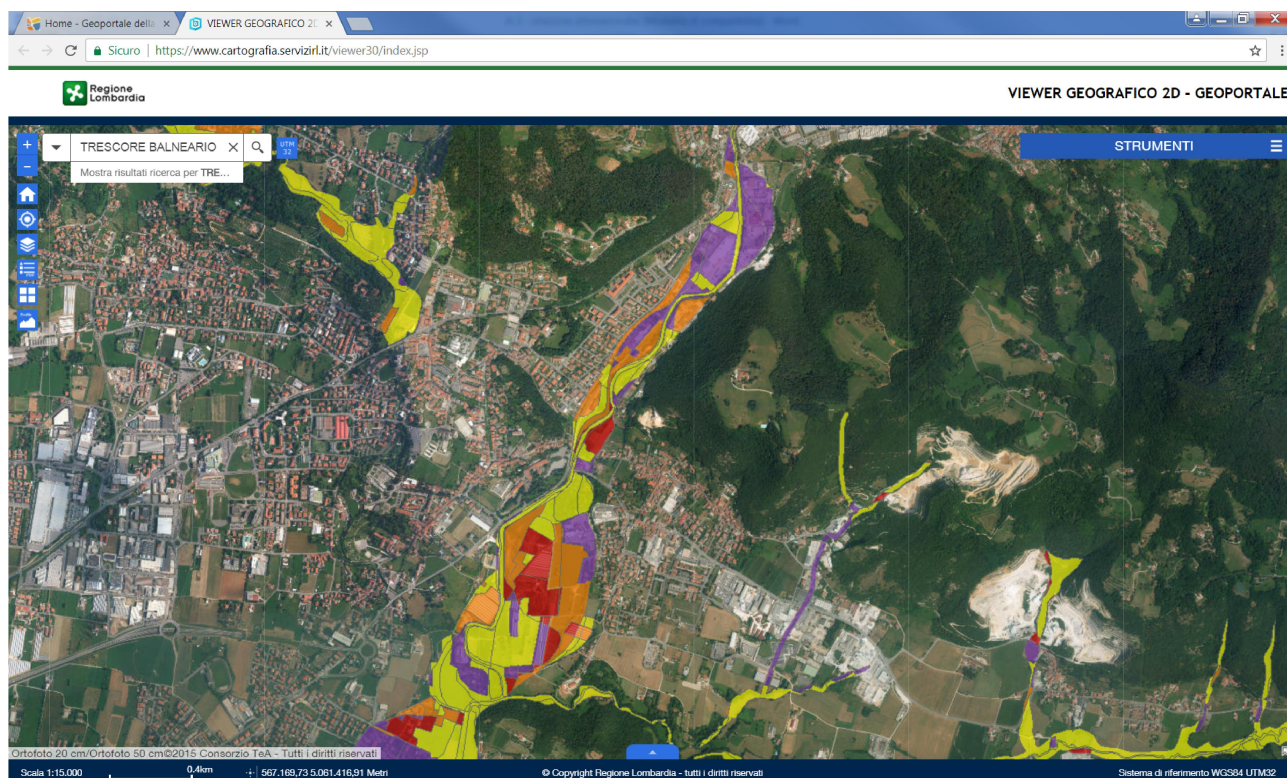 Home - Geoportale della
VIEWER GEOGRAFICO 2D
Sicuro | https://www.cartografia.servizirl.it/viewer30/index.jsp
Regione
Lombardia
VIEWER GEOGRAFICO 2D - GEOPORTALE
TRESCORE BALNEARIO
UTM
32
STRUMENTI
Mostra risultati ricerca per TRE...
Ortofoto 20 cm/Ortofoto 50 cm©2015 Consorzio TeA - Tutti i diritti riservati
Scala 1:15.000
0.4km
567.169,73 5.061.416,91 Metri
© Copyright Regione Lombardia - tutti i diritti riservati
Sistema di riferimento WGS84 UTM32